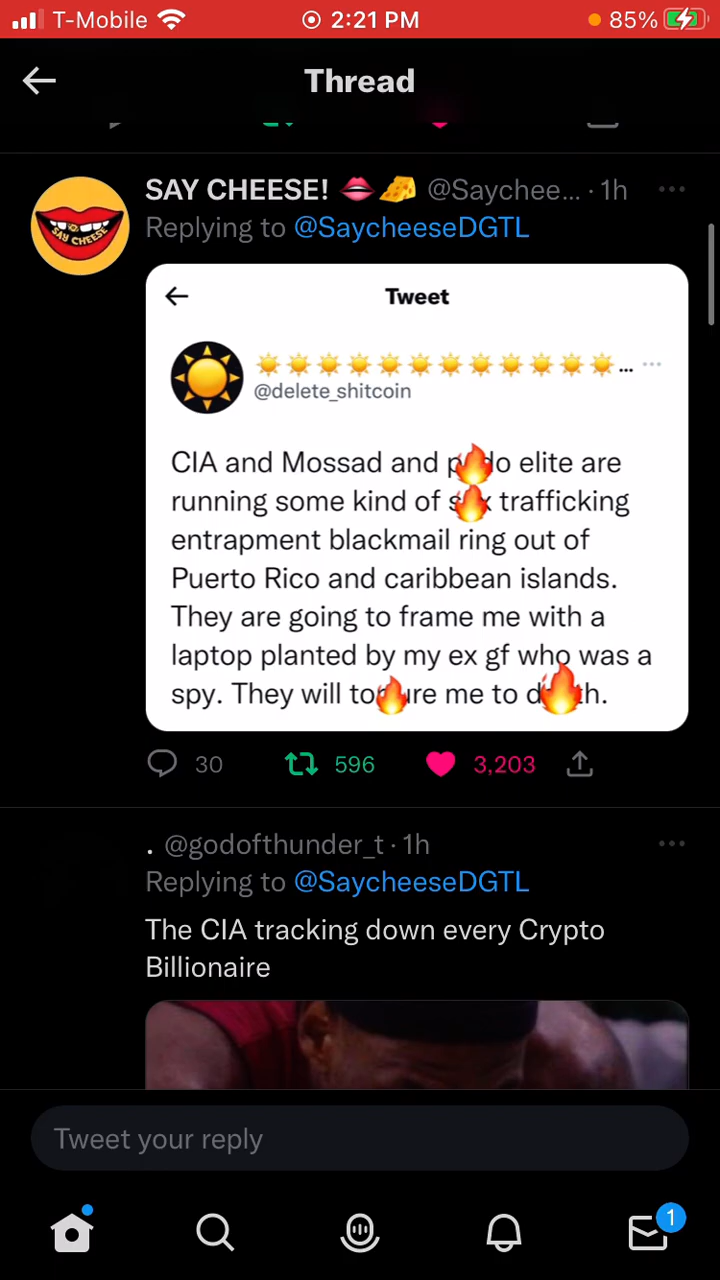 T-Mobile 2:21 PM 85%
Thread
SAY CHEESE! @Saychee... · 1h
SAY CHEESE
Replying to @SaycheeseDGTL
Tweet
...
@delete_shitcoin
CIA and Mossad and p🔥do elite are
running some kind of s🔥x trafficking
entrapment blackmail ring out of
Puerto Rico and caribbean islands.
They are going to frame me with a
laptop planted by my ex gf who was a
spy. They will to🔥ure me to d🔥th.
30 596 3,203
. @godofthunder_t · 1h
Replying to @SaycheeseDGTL
The CIA tracking down every Crypto
Billionaire
Tweet your reply
1